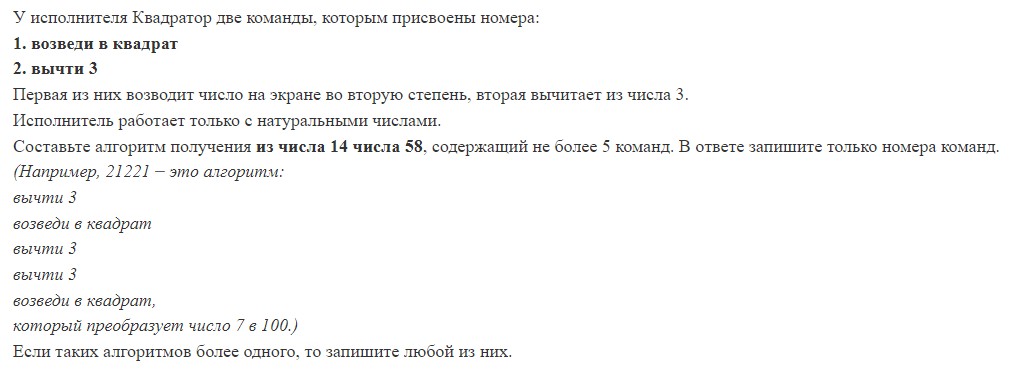 У исполнителя Квадратор две команды, которым присвоены номера:
1. возведи в квадрат
2. вычти 3
Первая из них возводит число на экране во вторую степень, вторая вычитает из числа 3.
Исполнитель работает только с натуральными числами.
Составьте алгоритм получения из числа 14 числа 58, содержащий не более 5 команд. В ответе запишите только номера команд.
(Например, 21221 – это алгоритм:
вычти 3
возведи в квадрат
вычти 3
вычти 3
возведи в квадрат,
который преобразует число 7 в 100.)
Если таких алгоритмов более одного, то запишите любой из них.